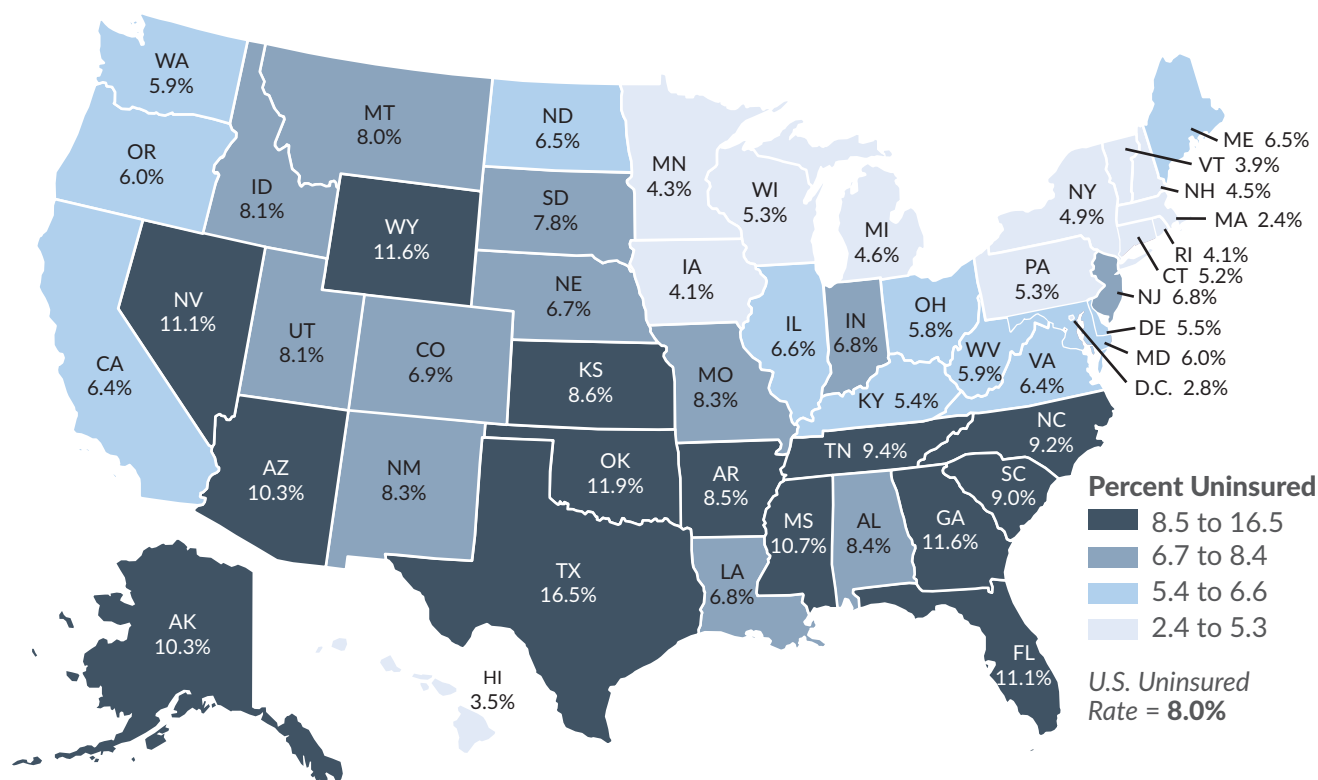 WA
5.9%
OR
6.0%
CA
6.4%
NV
11.1%
ID
8.1%
MT
8.0%
WY
11.6%
UT
8.1%
CO
6.9%
AZ
10.3%
NM
8.3%
ND
6.5%
SD
7.8%
NE
6.7%
KS
8.6%
OK
11.9%
TX
16.5%
MN
4.3%
IA
4.1%
MO
8.3%
AR
8.5%
LA
6.8%
WI
5.3%
IL
6.6%
MI
4.6%
IN
6.8%
OH
5.8%
KY 5.4%
TN 9.4%
MS
10.7%
AL
8.4%
GA
11.6%
FL
11.1%
SC
9.0%
NC
9.2%
VA
6.4%
WV
5.9%
PA
5.3%
NY
4.9%
ME 6.5%
VT 3.9%
NH 4.5%
MA 2.4%
RI 4.1%
CT 5.2%
NJ 6.8%
DE 5.5%
MD 6.0%
D.C. 2.8%
AK
10.3%
HI
3.5%
Percent Uninsured
8.5 to 16.5
6.7 to 8.4
5.4 to 6.6
2.4 to 5.3
U.S. Uninsured
Rate = 8.0%